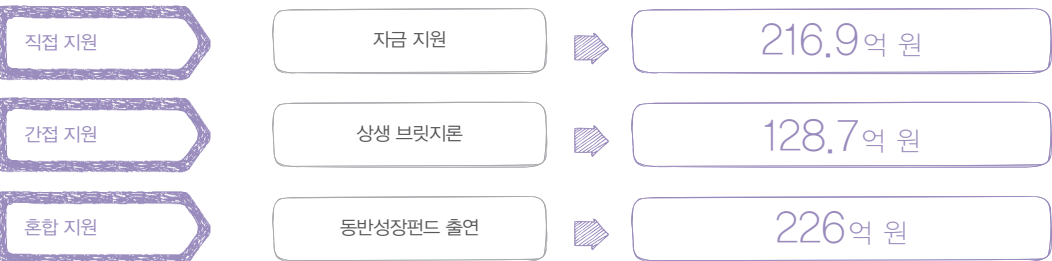 직접 지원 자금 지원 216.9억 원
간접 지원 상생 브릿지론 128.7억 원
혼합 지원 동반성장펀드 출연 226억 원